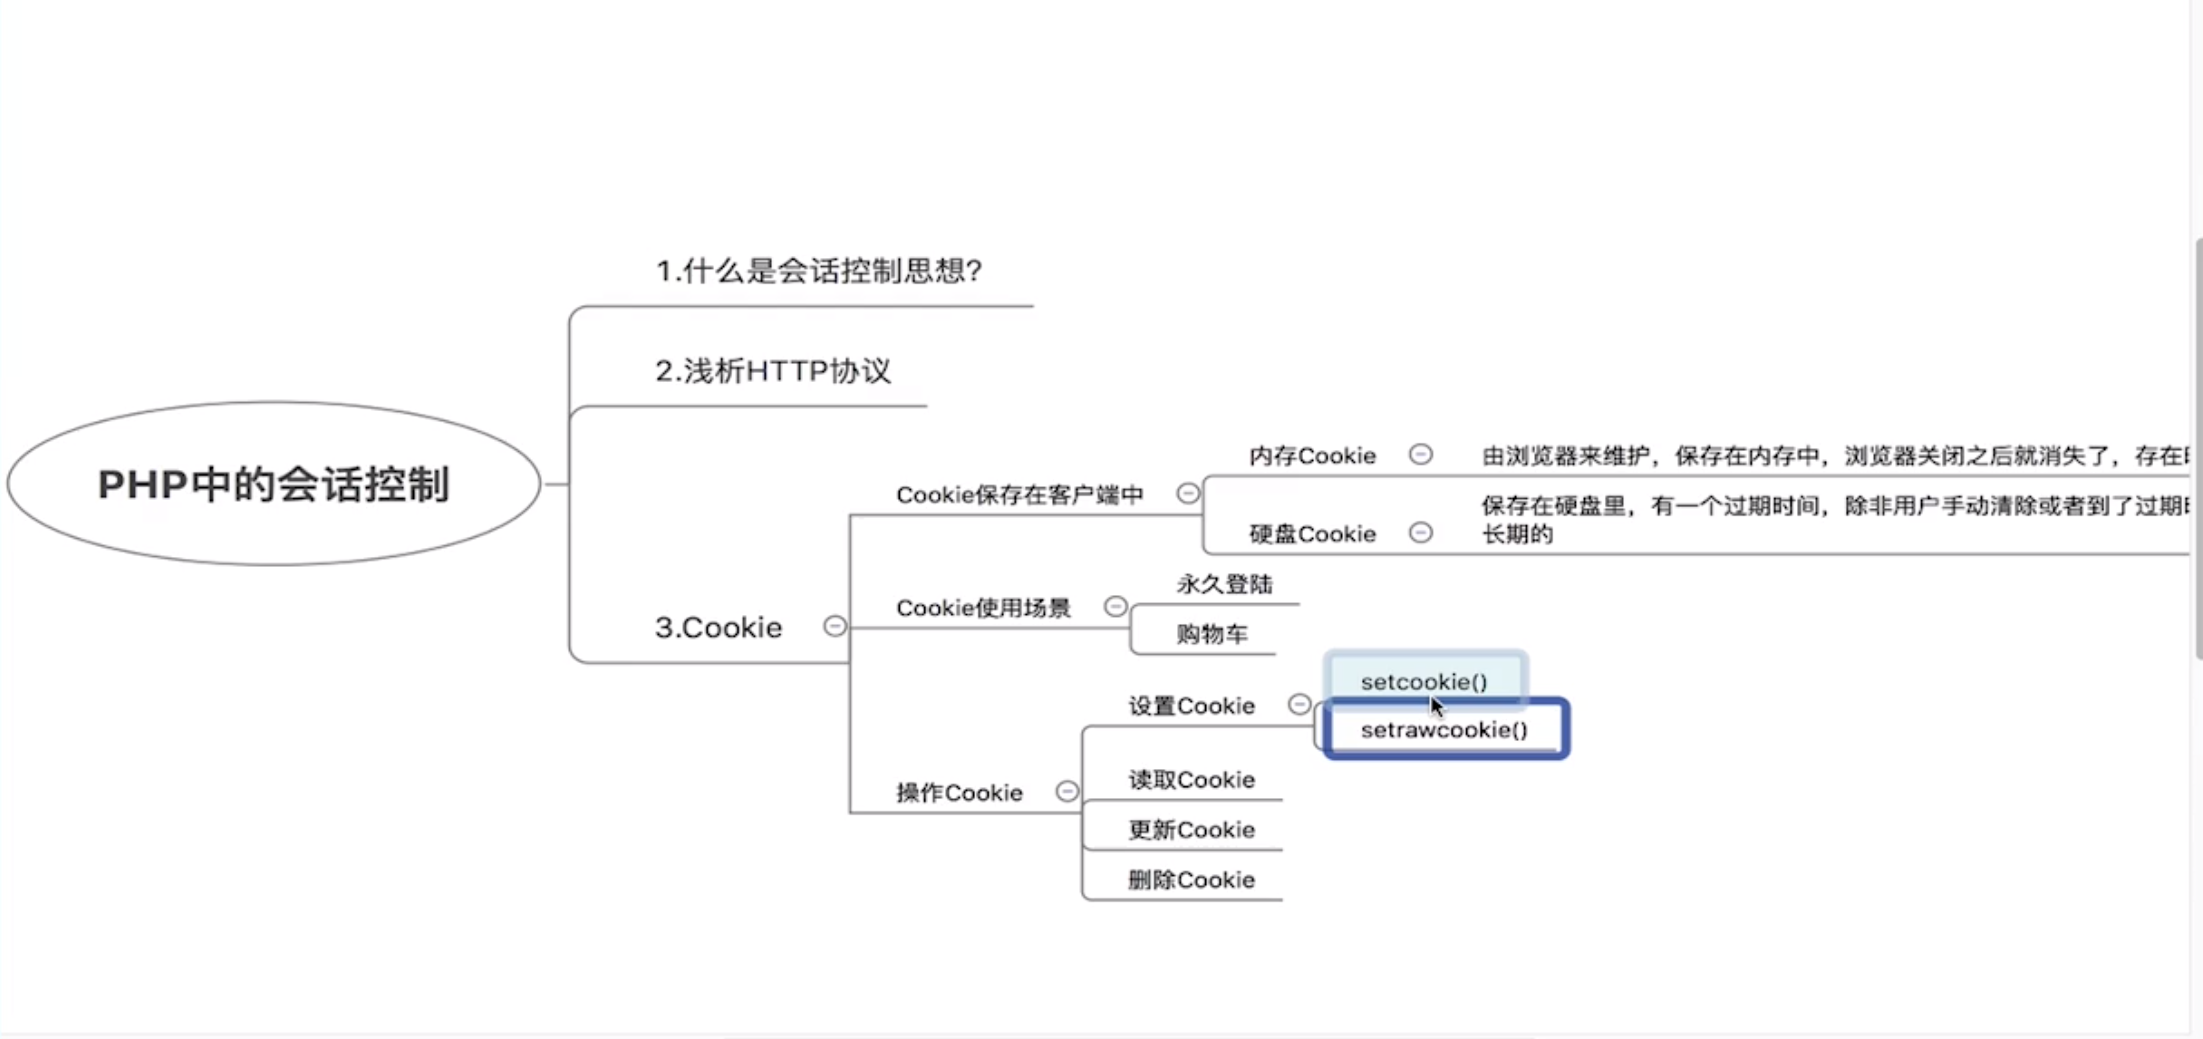 1.什么是会话控制思想?
2.浅析HTTP协议
PHP中的会话控制
3.Cookie
Cookie保存在客户端中
内存Cookie
由浏览器来维护，保存在内存中，浏览器关闭之后就消失了，存在
硬盘Cookie
保存在硬盘里，有一个过期时间，除非用户手动清除或者到了过期
长期的
Cookie使用场景
永久登陆
购物车
操作Cookie
设置Cookie
setcookie()
setrawcookie()
读取Cookie
更新Cookie
删除Cookie